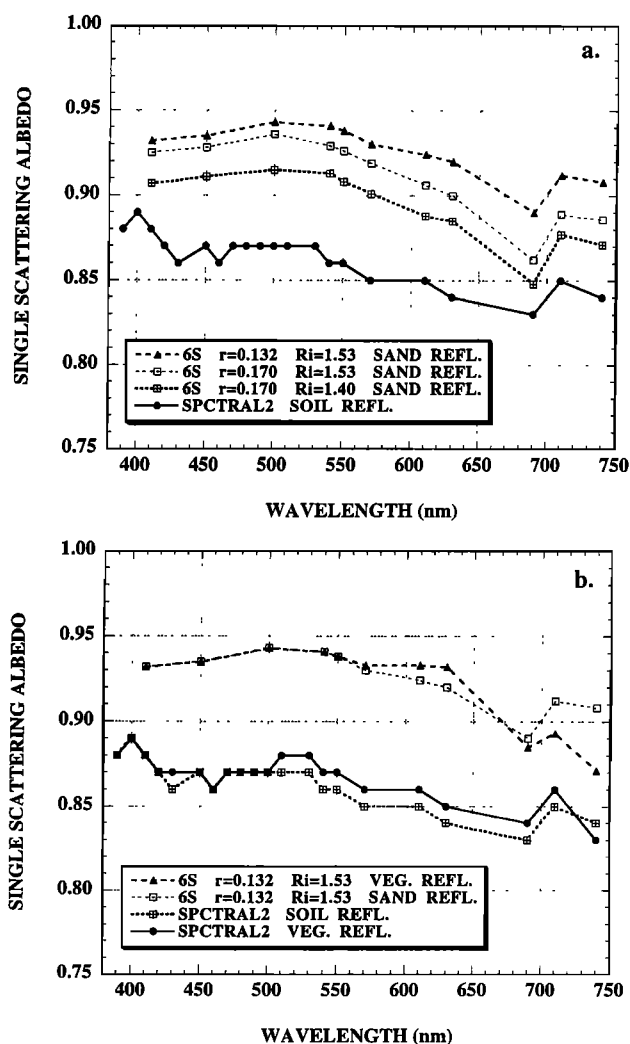 a.
SINGLE SCATTERING ALBEDO
1.00
0.95
0.90
0.85
0.80
0.75
6S r=0.132 Ri=1.53 SAND REFL.
6S r=0.170 Ri=1.53 SAND REFL.
6S r=0.170 Ri=1.40 SAND REFL.
SPCTRAL2 SOIL REFL.
400 450 500 550 600 650 700 750
WAVELENGTH (nm)
b.
SINGLE SCATTERING ALBEDO
1.00
0.95
0.90
0.85
0.80
0.75
6S r=0.132 Ri=1.53 VEG. REFL.
6S r=0.132 Ri=1.53 SAND REFL.
SPCTRAL2 SOIL REFL.
SPCTRAL2 VEG. REFL.
400 450 500 550 600 650 700 750
WAVELENGTH (nm)